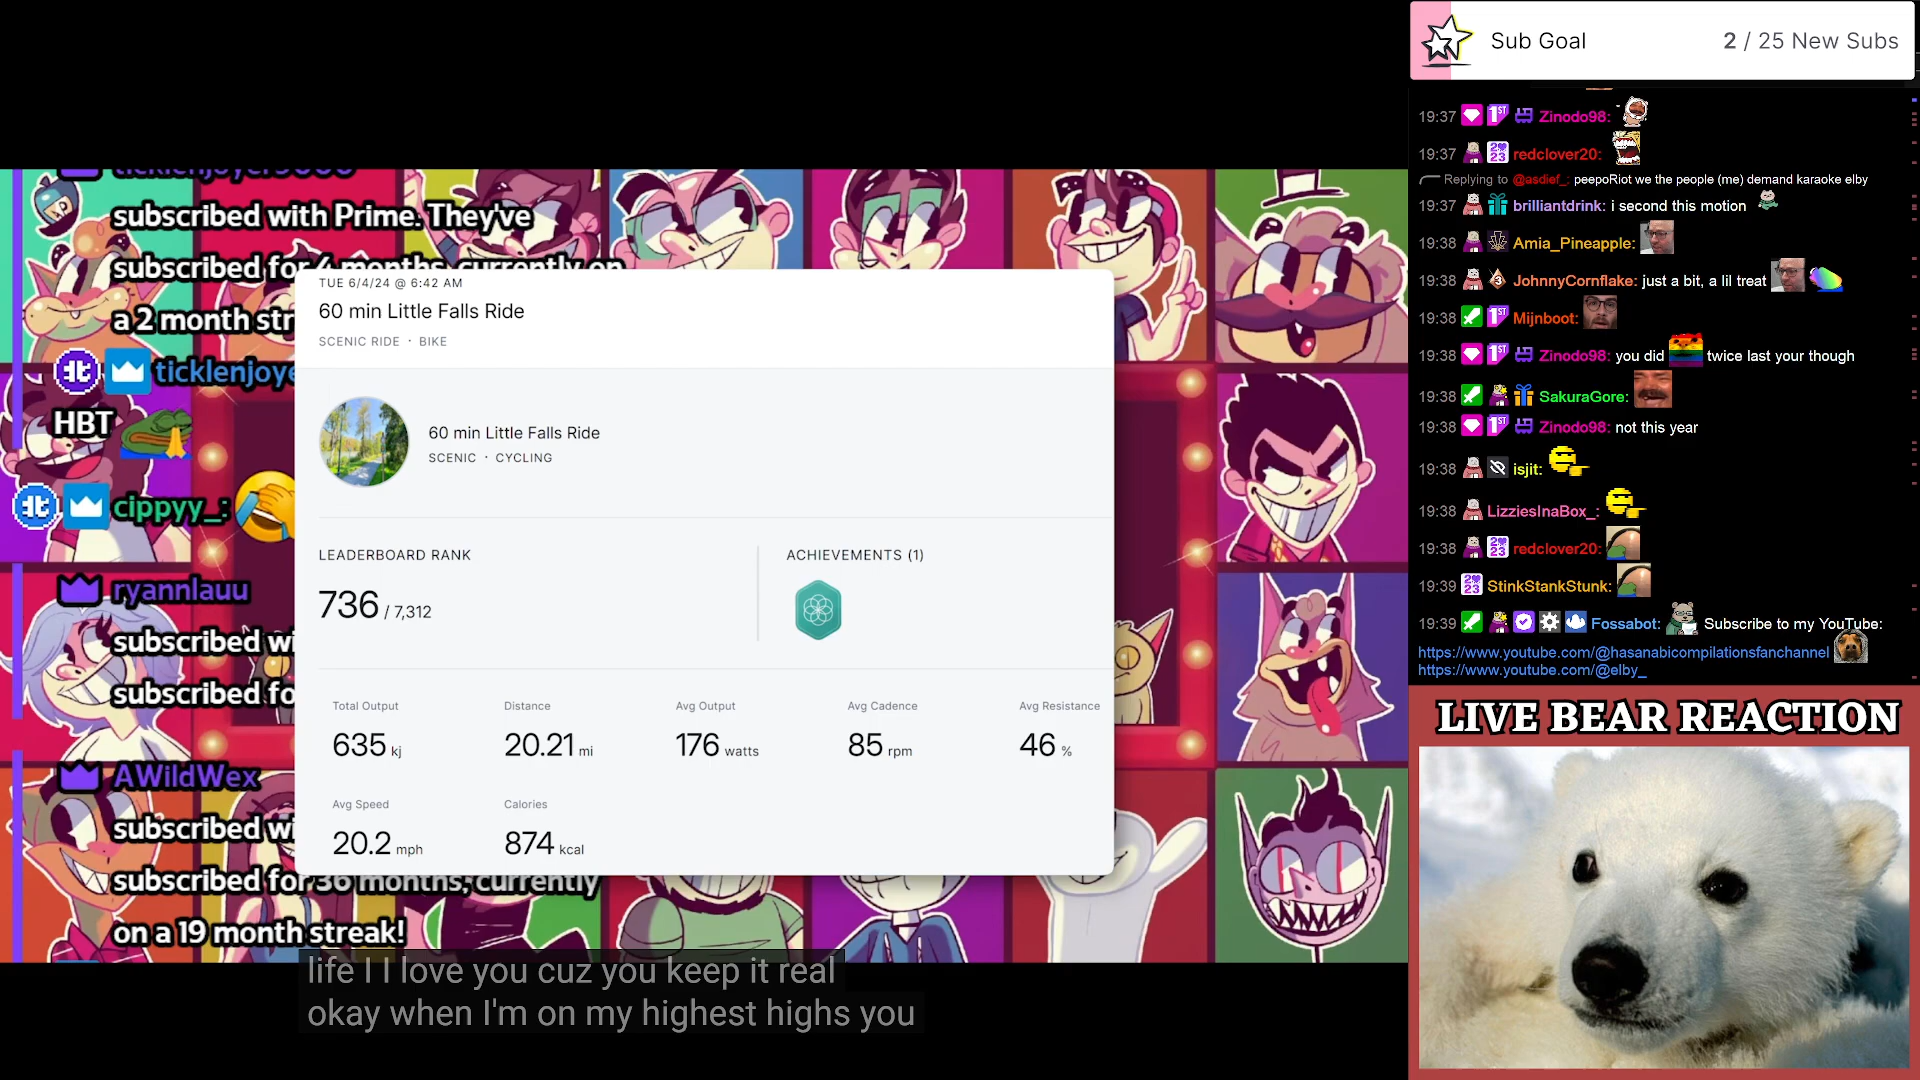 Sub Goal
2 / 25 New Subs
19:37 Zinodo98:
19:37 redclover20:
Replying to @asdief_: peepoRiot we the people (me) demand karaoke elby
19:37 brilliantdrink: i second this motion
19:38 Amia_Pineapple:
19:38 JohnnyCornflake: just a bit, a lil treat
19:38 Mijnboot:
19:38 Zinodo98: you did twice last your though
19:38 SakuraGore:
19:38 Zinodo98: not this year
19:38 isjit:
19:38 LizziesInaBox_:
19:38 redclover20:
19:39 StinkStankStunk:
19:39 Fossabot: Subscribe to my YouTube:
https://www.youtube.com/@hasanabicompilationsfanchannel
https://www.youtube.com/@elby_
LIVE BEAR REACTION
subscribed with Prime. They've
subscribed for 4 months, currently on
a 2 month str
ticklenjoye
HBT
cippyy_:
ryannlauu
subscribed wi
subscribed fo
AWildWex
subscribed wi
subscribed for 36 months, currently
on a 19 month streak!
TUE 6/4/24 @ 6:42 AM
60 min Little Falls Ride
SCENIC RIDE · BIKE
60 min Little Falls Ride
SCENIC · CYCLING
LEADERBOARD RANK
736 / 7,312
ACHIEVEMENTS (1)
Total Output
635 kj
Distance
20.21 mi
Avg Output
176 watts
Avg Cadence
85 rpm
Avg Resistance
46 %
Avg Speed
20.2 mph
Calories
874 kcal
life I I love you cuz you keep it real
okay when I'm on my highest highs you